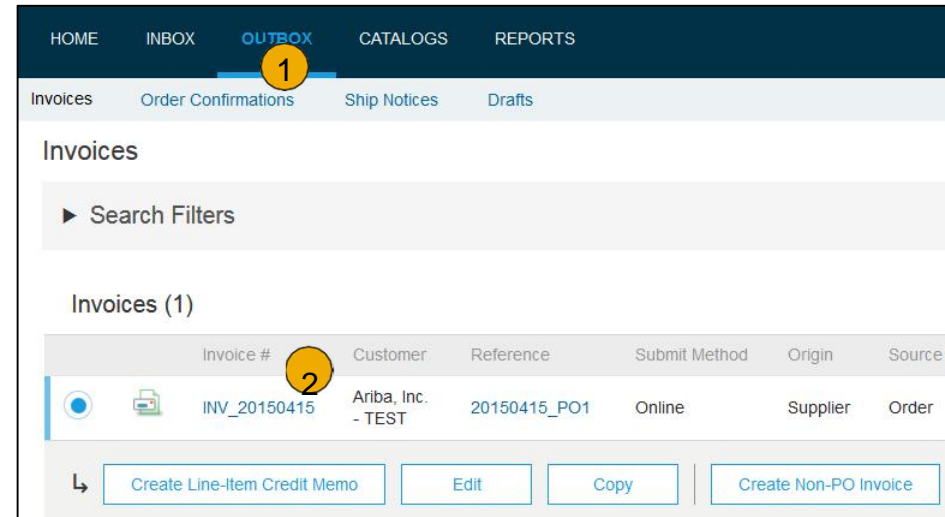 HOME INBOX OUTBOX CATALOGS REPORTS
1
Invoices Order Confirmations Ship Notices Drafts
Invoices
► Search Filters
Invoices (1)
Invoice # Customer Reference Submit Method Origin Source
2
INV_20150415 Ariba, Inc. - TEST 20150415_PO1 Online Supplier Order
Create Line-Item Credit Memo Edit Copy Create Non-PO Invoice